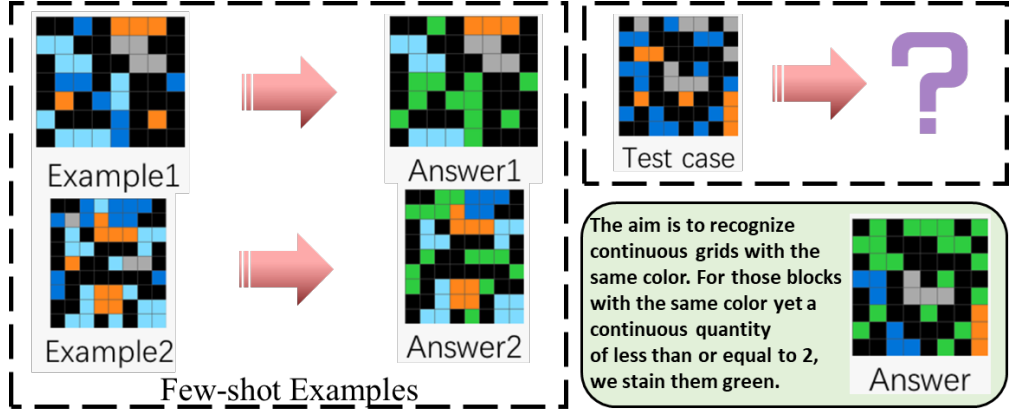 Example1
Answer1
Example2
Answer2
Few-shot Examples
Test case
?
The aim is to recognize
continuous grids with the
same color. For those blocks
with the same color yet a
continuous quantity
of less than or equal to 2,
we stain them green.
Answer